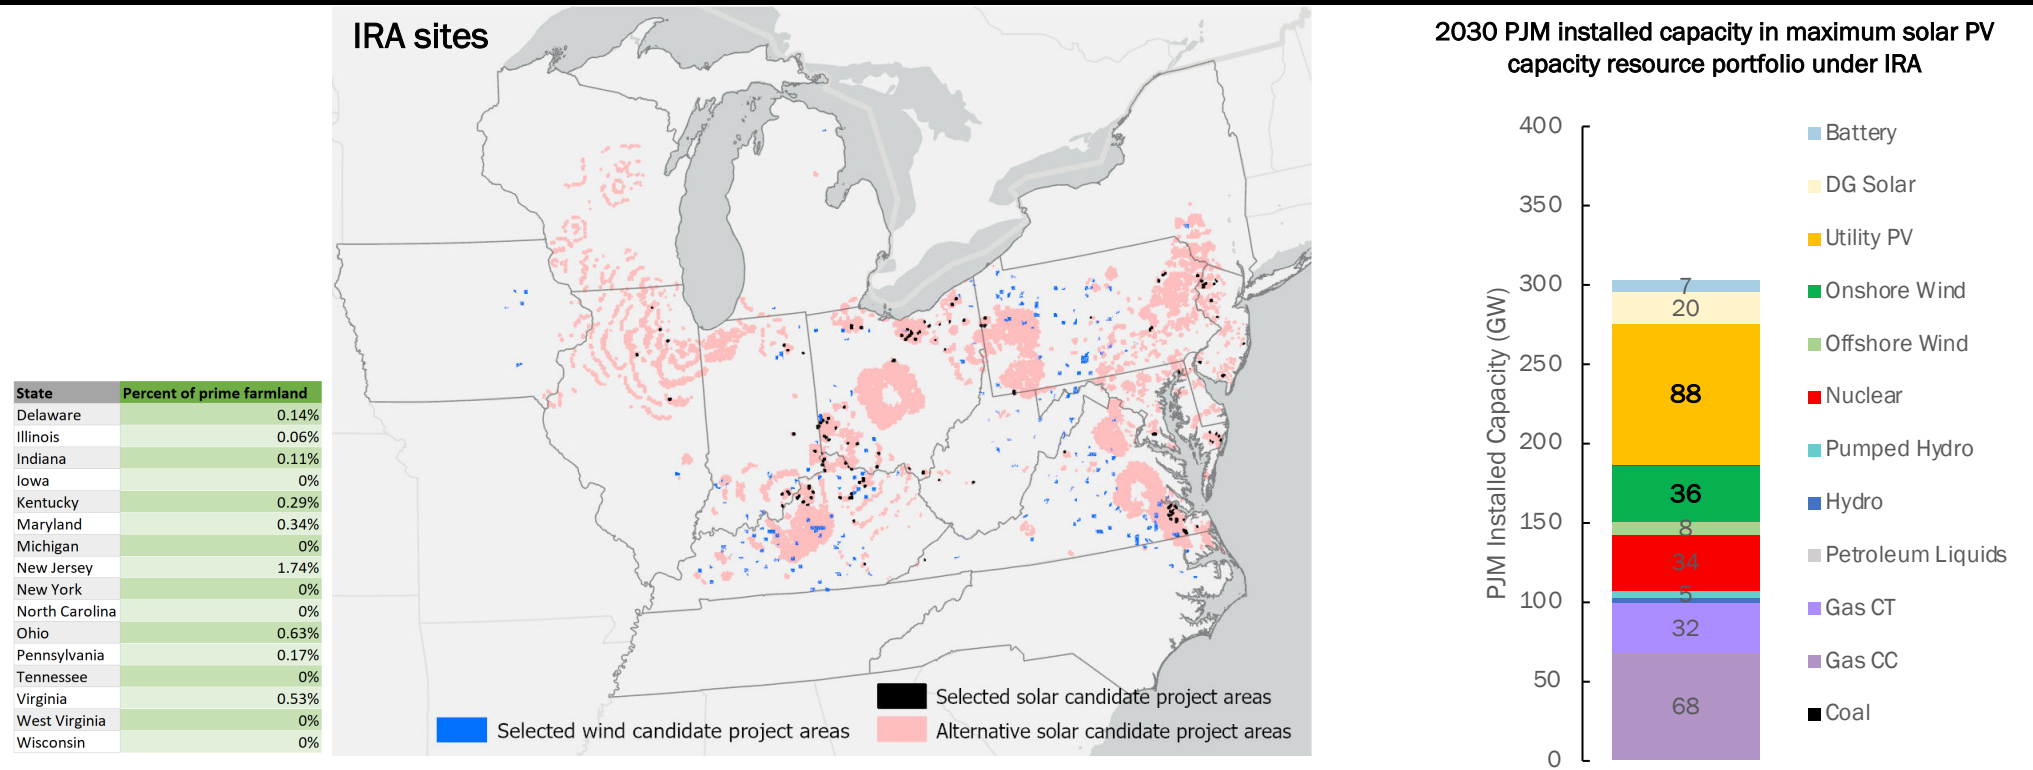 IRA sites
State Percent of prime farmland
Delaware 0.14%
Illinois 0.06%
Indiana 0.11%
Iowa 0%
Kentucky 0.29%
Maryland 0.34%
Michigan 0%
New Jersey 1.74%
New York 0%
North Carolina 0%
Ohio 0.63%
Pennsylvania 0.17%
Tennessee 0%
Virginia 0.53%
West Virginia 0%
Wisconsin 0%
Selected wind candidate project areas
Selected solar candidate project areas
Alternative solar candidate project areas
2030 PJM installed capacity in maximum solar PV
capacity resource portfolio under IRA
PJM Installed Capacity (GW)
400
350
300
250
200
150
100
50
0
7
20
88
36
8
34
5
32
68
Battery
DG Solar
Utility PV
Onshore Wind
Offshore Wind
Nuclear
Pumped Hydro
Hydro
Petroleum Liquids
Gas CT
Gas CC
Coal